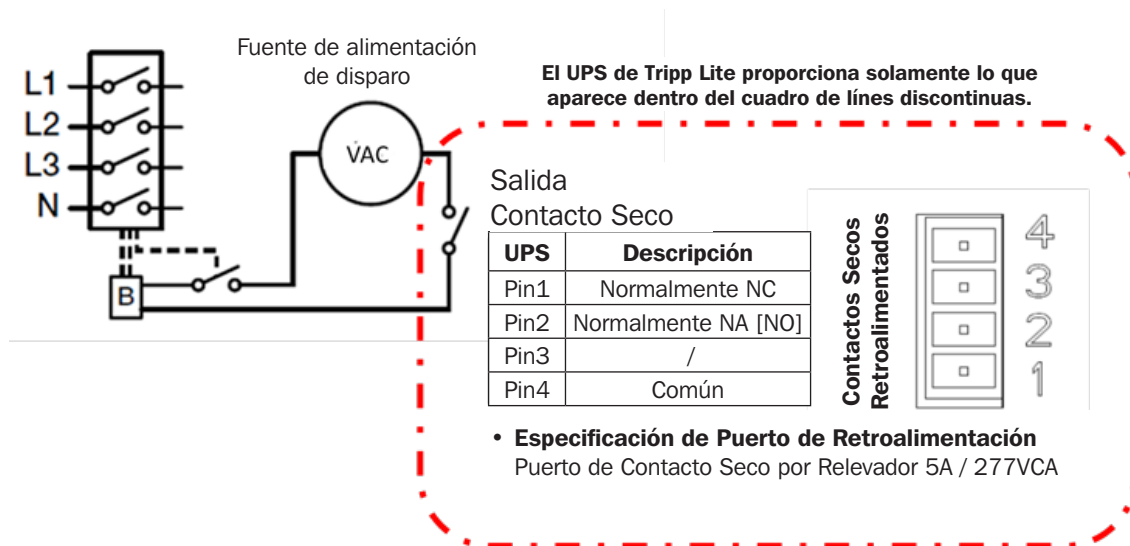 Fuente de alimentación
de disparo
El UPS de Tripp Lite proporciona solamente lo que
aparece dentro del cuadro de línes discontinuas.
L1
L2
L3
N
VAC
B
Salida
Contacto Seco
UPS Descripción
Pin1 Normalmente NC
Pin2 Normalmente NA [NO]
Pin3 /
Pin4 Común
Contactos Secos
Retroalimentados
4
3
2
1
• Especificación de Puerto de Retroalimentación
Puerto de Contacto Seco por Relevador 5A / 277VCA